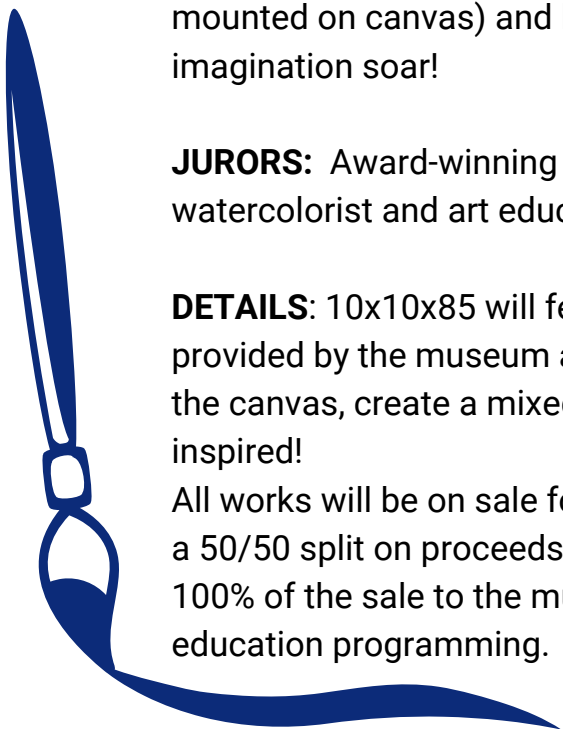 mounted on canvas) and
imagination soar!
JURORS: Award-winning
watercolorist and art educ
DETAILS: 10x10x85 will fe
provided by the museum a
the canvas, create a mixed
inspired!
All works will be on sale fo
a 50/50 split on proceeds
100% of the sale to the mu
education programming.